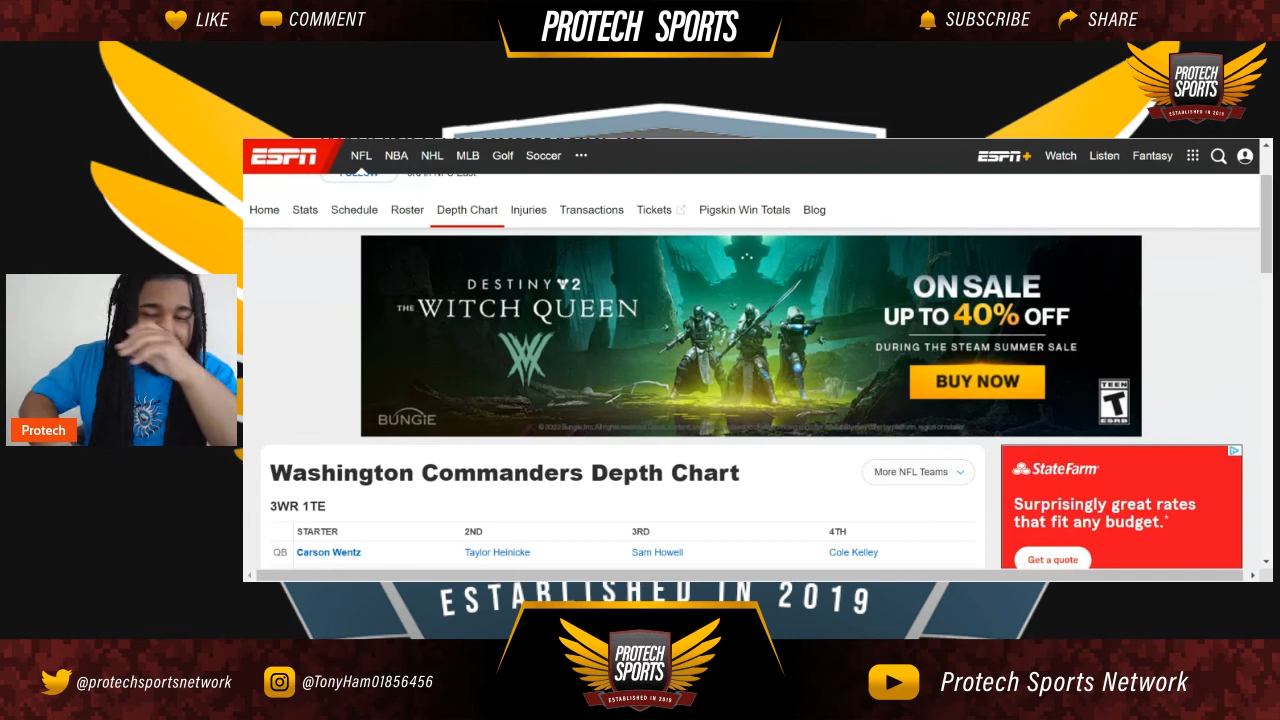 LIKE
COMMENT
PROTECH SPORTS
SUBSCRIBE
SHARE
PROTECH
SPORTS
ESTABLISHED IN 2019
ESPN
NFL
NBA
NHL
MLB
Golf
Soccer
ESPN+
Watch
Listen
Fantasy
Home
Stats
Schedule
Roster
Depth Chart
Injuries
Transactions
Tickets
Pigskin Win Totals
Blog
DESTINY 2
THE WITCH QUEEN
ON SALE
UP TO 40% OFF
DURING THE STEAM SUMMER SALE
BUY NOW
BUNGIE
TEEN
T
ESRB
Protech
Washington Commanders Depth Chart
More NFL Teams
3WR 1TE
STARTER 2ND 3RD 4TH
QB Carson Wentz Taylor Heinicke Sam Howell Cole Kelley
StateFarm
Surprisingly great rates
that fit any budget.*
Get a quote
ESTABLISHED IN 2019
@protechsportsnetwork
@TonyHam01856456
PROTECH
SPORTS
ESTABLISHED IN 2019
Protech Sports Network